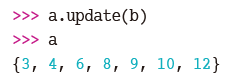 >>> a.update(b)
>>> a
{3, 4, 6, 8, 9, 10, 12}